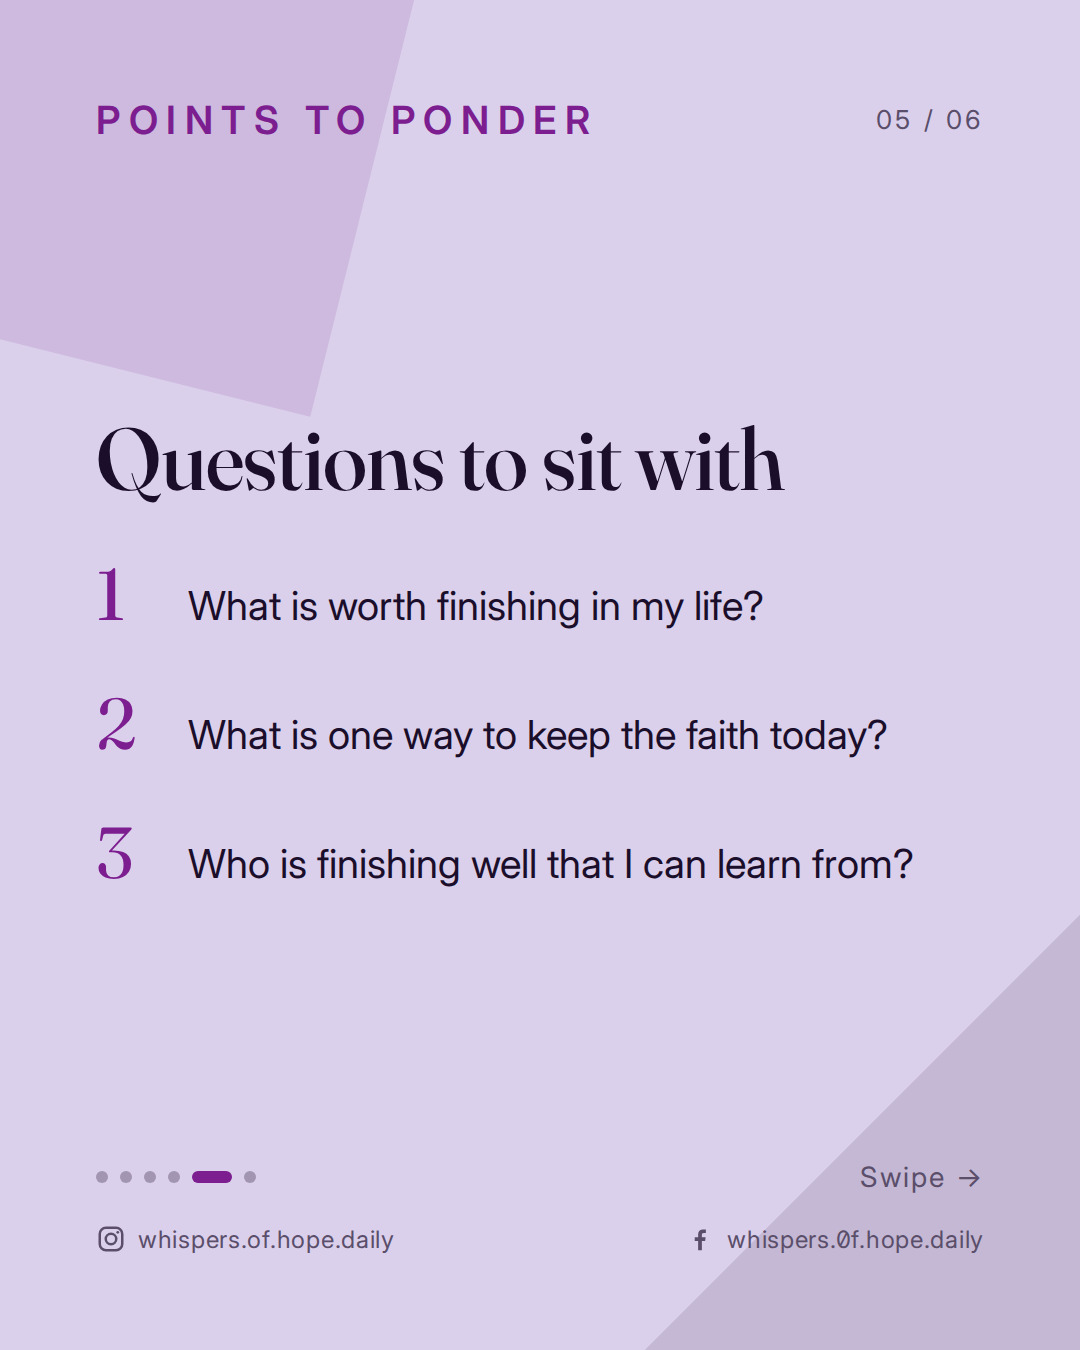 POINTS TO PONDER
05 / 06
Questions to sit with
1 What is worth finishing in my life?
2 What is one way to keep the faith today?
3 Who is finishing well that I can learn from?
Swipe →
whispers.of.hope.daily
whispers.0f.hope.daily